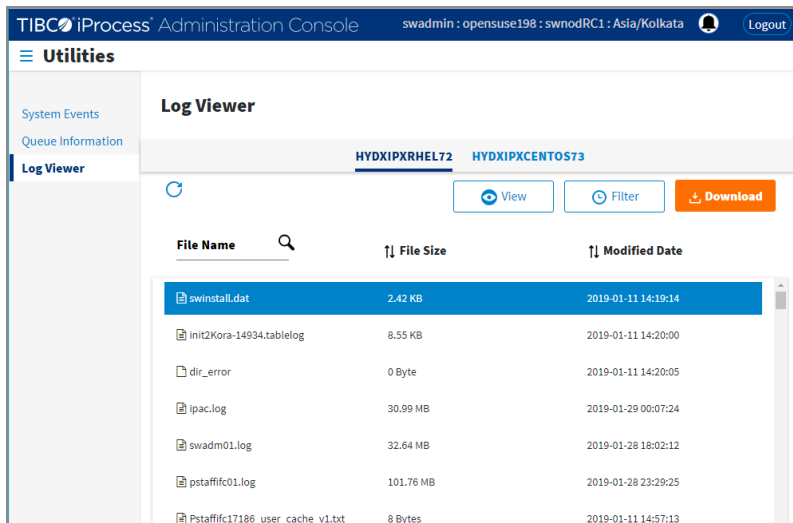 TIBCO iProcess® Administration Console swadmin : opensuse198 : swnodRC1 : Asia/Kolkata Logout
Utilities
System Events
Queue Information
Log Viewer
Log Viewer
HYDXIPXRHEL72 HYDXIPXCENTOS73
View Filter Download
File Name File Size Modified Date
swinstall.dat 2.42 KB 2019-01-11 14:19:14
init2Kora-14934.tablelog 8.55 KB 2019-01-11 14:20:00
dir_error 0 Byte 2019-01-11 14:20:05
ipac.log 30.99 MB 2019-01-29 00:07:24
swadm01.log 32.64 MB 2019-01-28 18:02:12
pstaffifc01.log 101.76 MB 2019-01-28 23:29:25
Pstaffifc17186_user_cache_v1.txt 8 Bytes 2019-01-11 14:57:13